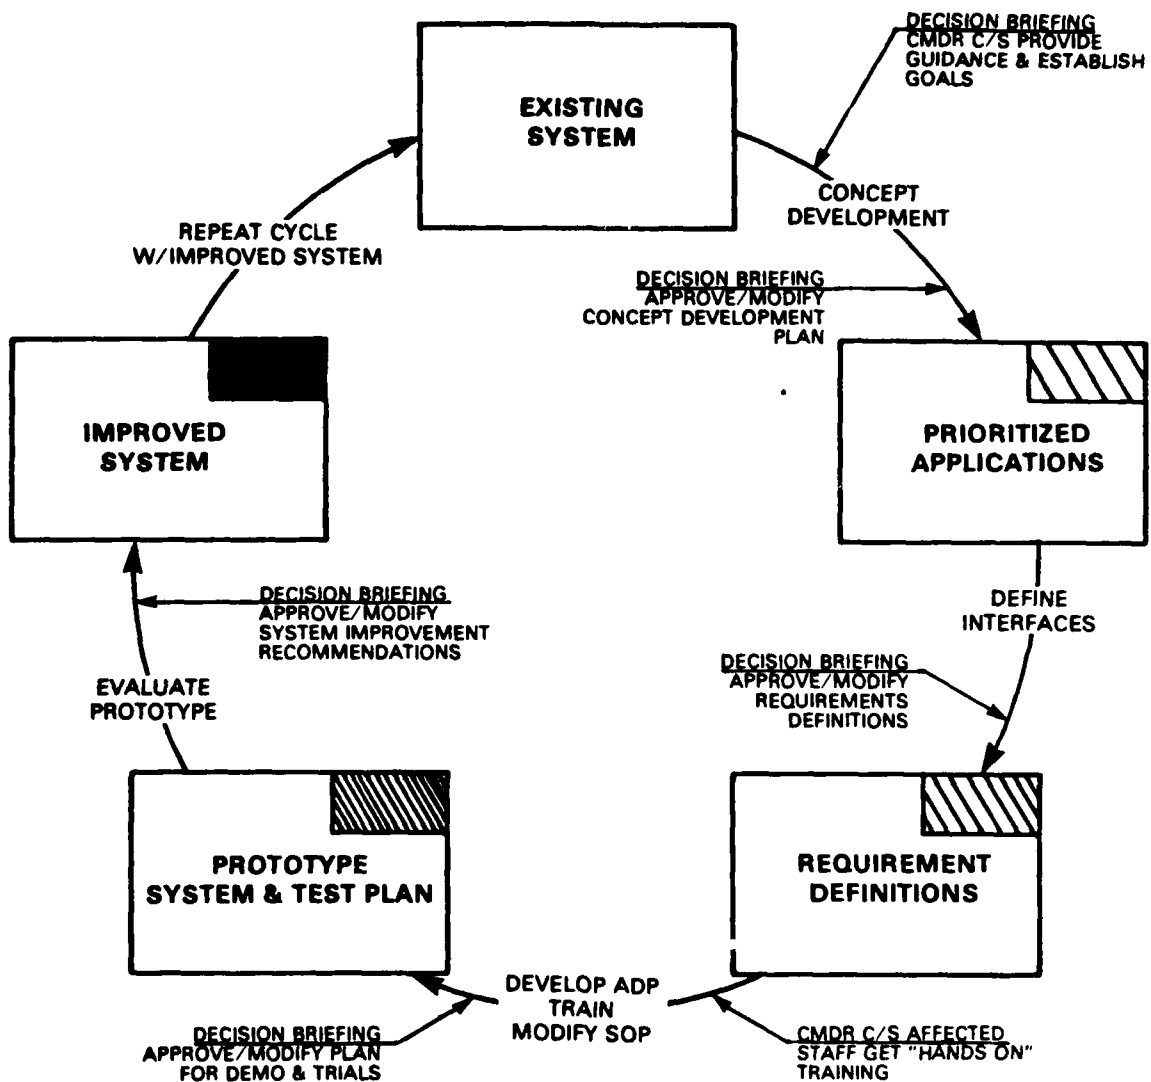 DECISION BRIEFING
CMDR C/S PROVIDE
GUIDANCE & ESTABLISH
GOALS
EXISTING
SYSTEM
CONCEPT
DEVELOPMENT
REPEAT CYCLE
W/IMPROVED SYSTEM
DECISION BRIEFING
APPROVE/MODIFY
CONCEPT DEVELOPMENT
PLAN
IMPROVED
SYSTEM
PRIORITIZED
APPLICATIONS
DECISION BRIEFING
APPROVE/MODIFY
SYSTEM IMPROVEMENT
RECOMMENDATIONS
DEFINE
INTERFACES
DECISION BRIEFING
APPROVE/MODIFY
REQUIREMENTS
DEFINITIONS
EVALUATE
PROTOTYPE
PROTOTYPE
SYSTEM & TEST PLAN
REQUIREMENT
DEFINITIONS
DEVELOP ADP
TRAIN
MODIFY SOP
DECISION BRIEFING
APPROVE/MODIFY PLAN
FOR DEMO & TRIALS
CMDR C/S AFFECTED
STAFF GET "HANDS ON"
TRAINING